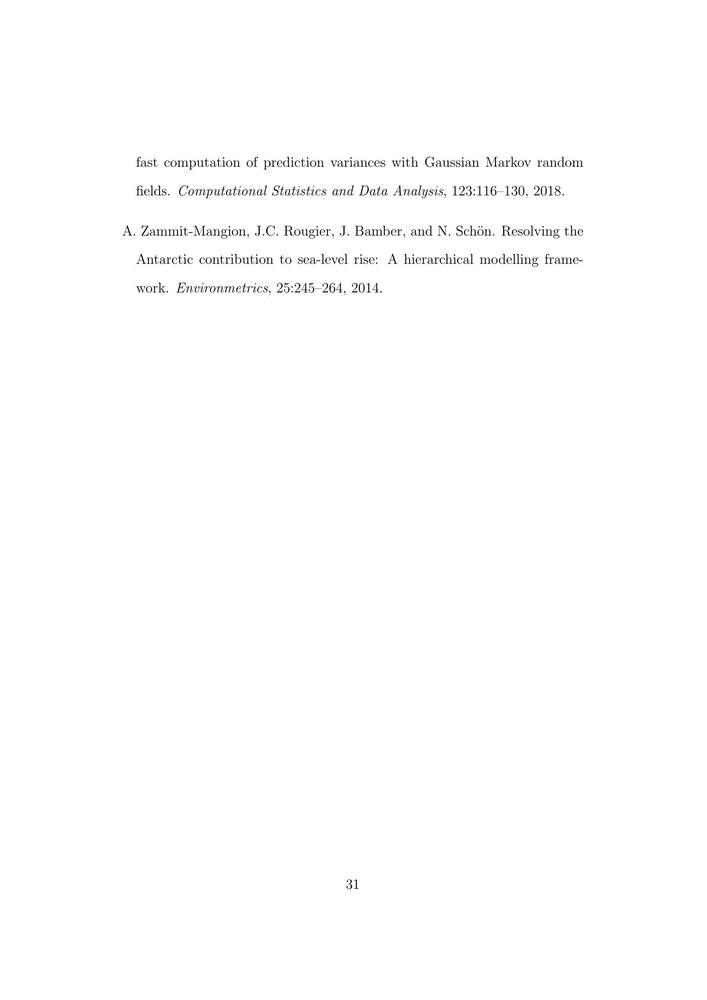 fast computation of prediction variances with Gaussian Markov random
fields. Computational Statistics and Data Analysis, 123:116–130, 2018.
A. Zammit-Mangion, J.C. Rougier, J. Bamber, and N. Schön. Resolving the
Antarctic contribution to sea-level rise: A hierarchical modelling frame-
work. Environmetrics, 25:245–264, 2014.
31